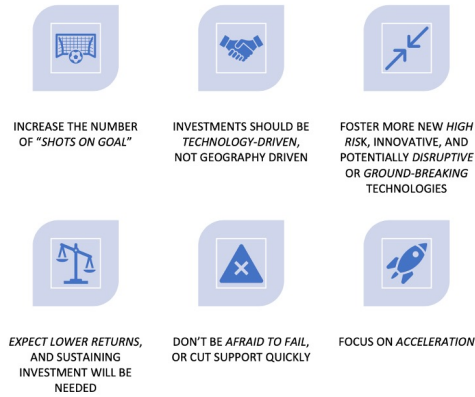 INCREASE THE NUMBER
OF "SHOTS ON GOAL"
INVESTMENTS SHOULD BE
TECHNOLOGY-DRIVEN,
NOT GEOGRAPHY DRIVEN
FOSTER MORE NEW HIGH
RISK, INNOVATIVE, AND
POTENTIALLY DISRUPTIVE
OR GROUND-BREAKING
TECHNOLOGIES
EXPECT LOWER RETURNS,
AND SUSTAINING
INVESTMENT WILL BE
NEEDED
DON'T BE AFRAID TO FAIL,
OR CUT SUPPORT QUICKLY
FOCUS ON ACCELERATION